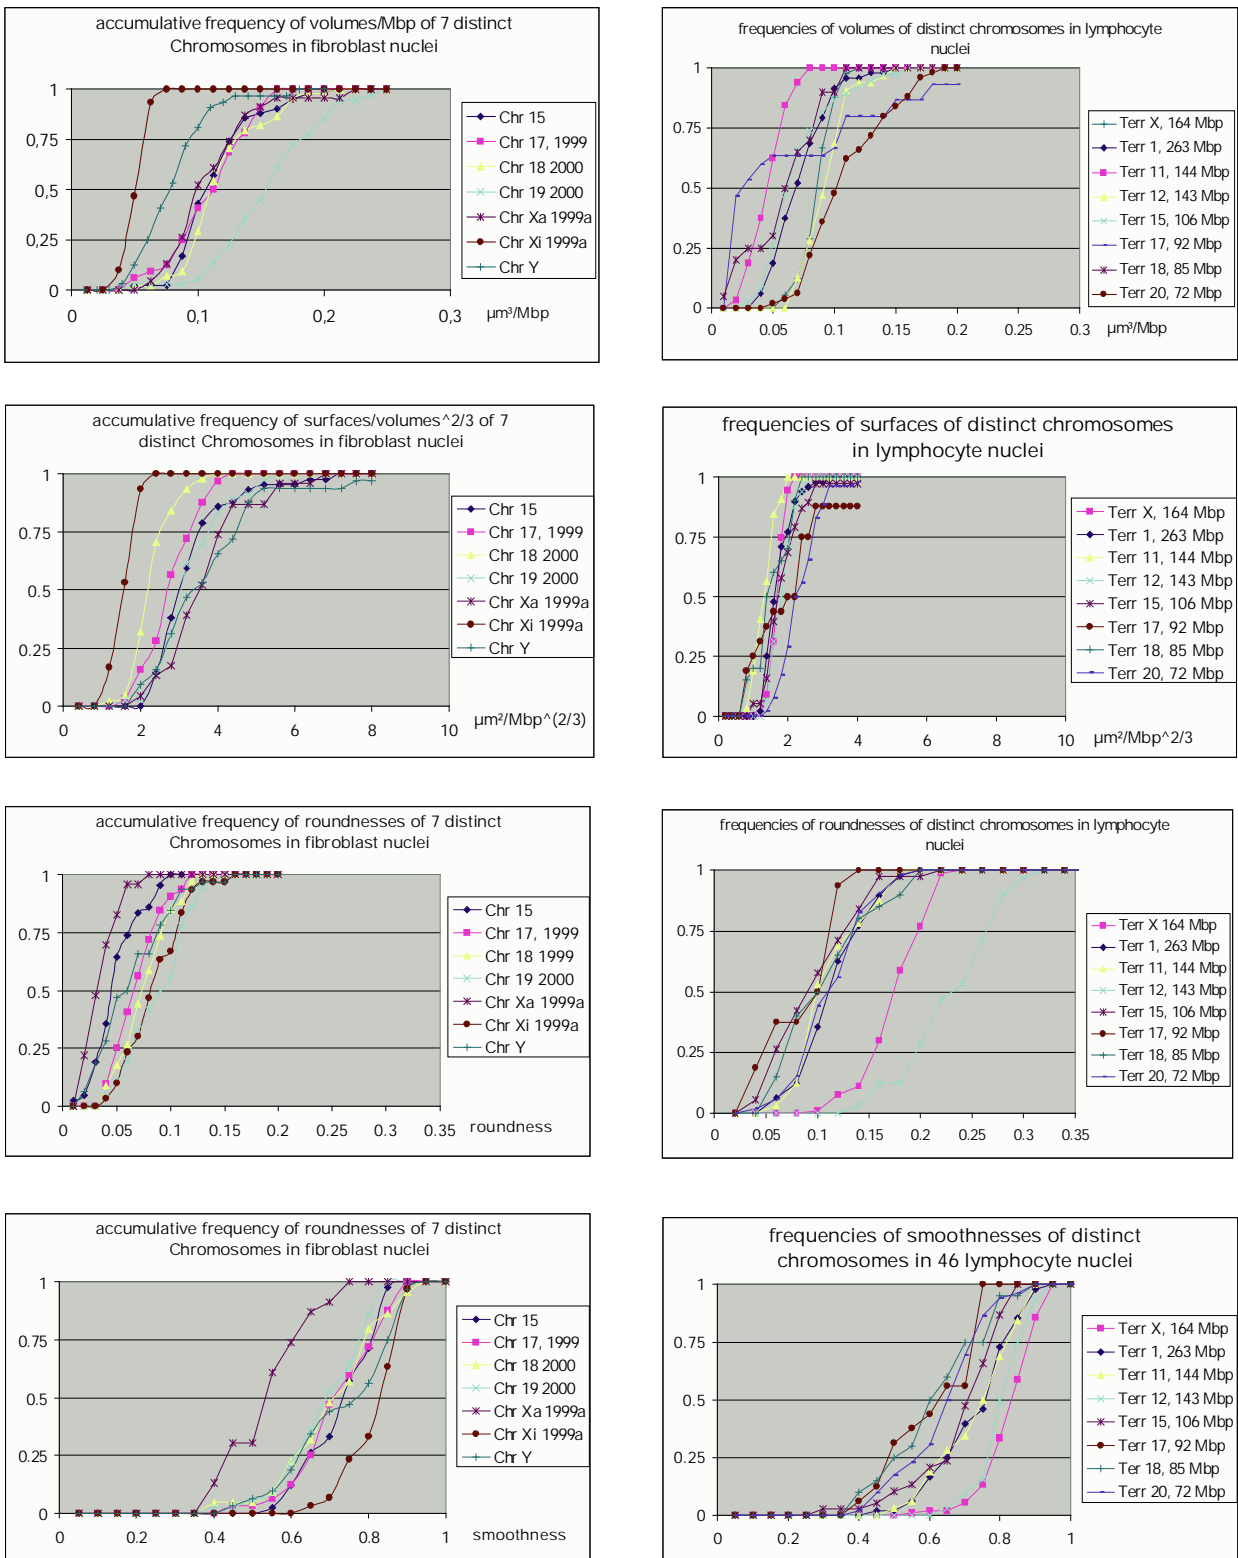 accumulative frequency of volumes/Mbp of 7 distinct
Chromosomes in fibroblast nuclei
1
0,75
0,5
0,25
0
0
0,1
0,2
0,3
µm³/Mbp
Chr 15
Chr 17, 1999
Chr 18 2000
Chr 19 2000
Chr Xa 1999a
Chr Xi 1999a
Chr Y
frequencies of volumes of distinct chromosomes in lymphocyte
nuclei
1
0.75
0.5
0.25
0
0
0.05
0.1
0.15
0.2
0.25
0.3
µm³/Mbp
Terr X, 164 Mbp
Terr 1, 263 Mbp
Terr 11, 144 Mbp
Terr 12, 143 Mbp
Terr 15, 106 Mbp
Terr 17, 92 Mbp
Terr 18, 85 Mbp
Terr 20, 72 Mbp
accumulative frequency of surfaces/volumes^2/3 of 7
distinct Chromosomes in fibroblast nuclei
1
0.75
0.5
0.25
0
0
2
4
6
8
10
µm²/Mbp^(2/3)
Chr 15
Chr 17, 1999
Chr 18 2000
Chr 19 2000
Chr Xa 1999a
Chr Xi 1999a
Chr Y
frequencies of surfaces of distinct chromosomes
in lymphocyte nuclei
1
0.75
0.5
0.25
0
0
2
4
6
8
10
µm²/Mbp^2/3
Terr X, 164 Mbp
Terr 1, 263 Mbp
Terr 11, 144 Mbp
Terr 12, 143 Mbp
Terr 15, 106 Mbp
Terr 17, 92 Mbp
Terr 18, 85 Mbp
Terr 20, 72 Mbp
accumulative frequency of roundnesses of 7 distinct
Chromosomes in fibroblast nuclei
1
0.75
0.5
0.25
0
0
0.05
0.1
0.15
0.2
0.25
0.3
0.35
roundness
Chr 15
Chr 17, 1999
Chr 18 1999
Chr 19 2000
Chr Xa 1999a
Chr Xi 1999a
Chr Y
frequencies of roundnesses of distinct chromosomes in lymphocyte
nuclei
1
0.75
0.5
0.25
0
0
0.05
0.1
0.15
0.2
0.25
0.3
0.35
Terr X 164 Mbp
Terr 1, 263 Mbp
Terr 11, 144 Mbp
Terr 12, 143 Mbp
Terr 15, 106 Mbp
Terr 17, 92 Mbp
Terr 18, 85 Mbp
Terr 20, 72 Mbp
accumulative frequency of roundnesses of 7 distinct
Chromosomes in fibroblast nuclei
1
0.75
0.5
0.25
0
0
0.2
0.4
0.6
0.8
1
smoothness
Chr 15
Chr 17, 1999
Chr 18 2000
Chr 19 2000
Chr Xa 1999a
Chr Xi 1999a
Chr Y
frequencies of smoothnesses of distinct
chromosomes in 46 lymphocyte nuclei
1
0.75
0.5
0.25
0
0
0.2
0.4
0.6
0.8
1
Terr X, 164 Mbp
Terr 1, 263 Mbp
Terr 11, 144 Mbp
Terr 12, 143 Mbp
Terr 15, 106 Mbp
Terr 17, 92 Mbp
Ter 18, 85 Mbp
Terr 20, 72 Mbp